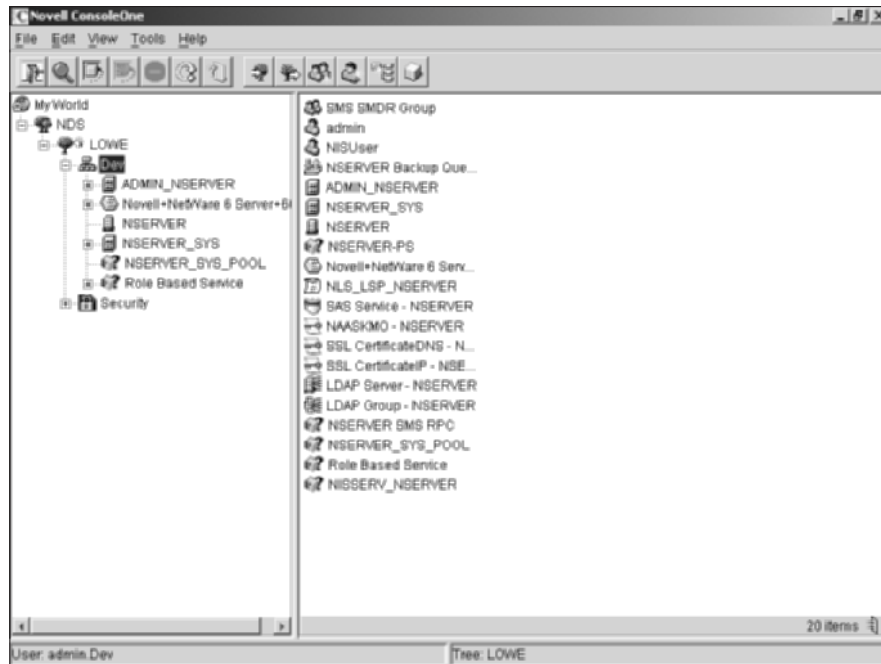 Novell ConsoleOne
File Edit View Tools Help
My World
NDS
LOWE
Dev
ADMIN_NSERVER
Novell+NetWare 6 Server+6
NSERVER
NSERVER_SYS
NSERVER_SYS_POOL
Role Based Service
Security
SMS SMDR Group
admin
NISUser
NSERVER Backup Que...
ADMIN_NSERVER
NSERVER_SYS
NSERVER
NSERVER-PS
Novell+NetWare 6 Serv...
NLS_LSP_NSERVER
SAS Service - NSERVER
NAASKMO - NSERVER
SSL CertificateDNS - N...
SSL CertificateIP - NSE...
LDAP Server - NSERVER
LDAP Group - NSERVER
NSERVER SMS RPC
NSERVER_SYS_POOL
Role Based Service
NISSERV_NSERVER
20 items
User: admin.Dev
Tree: LOWE